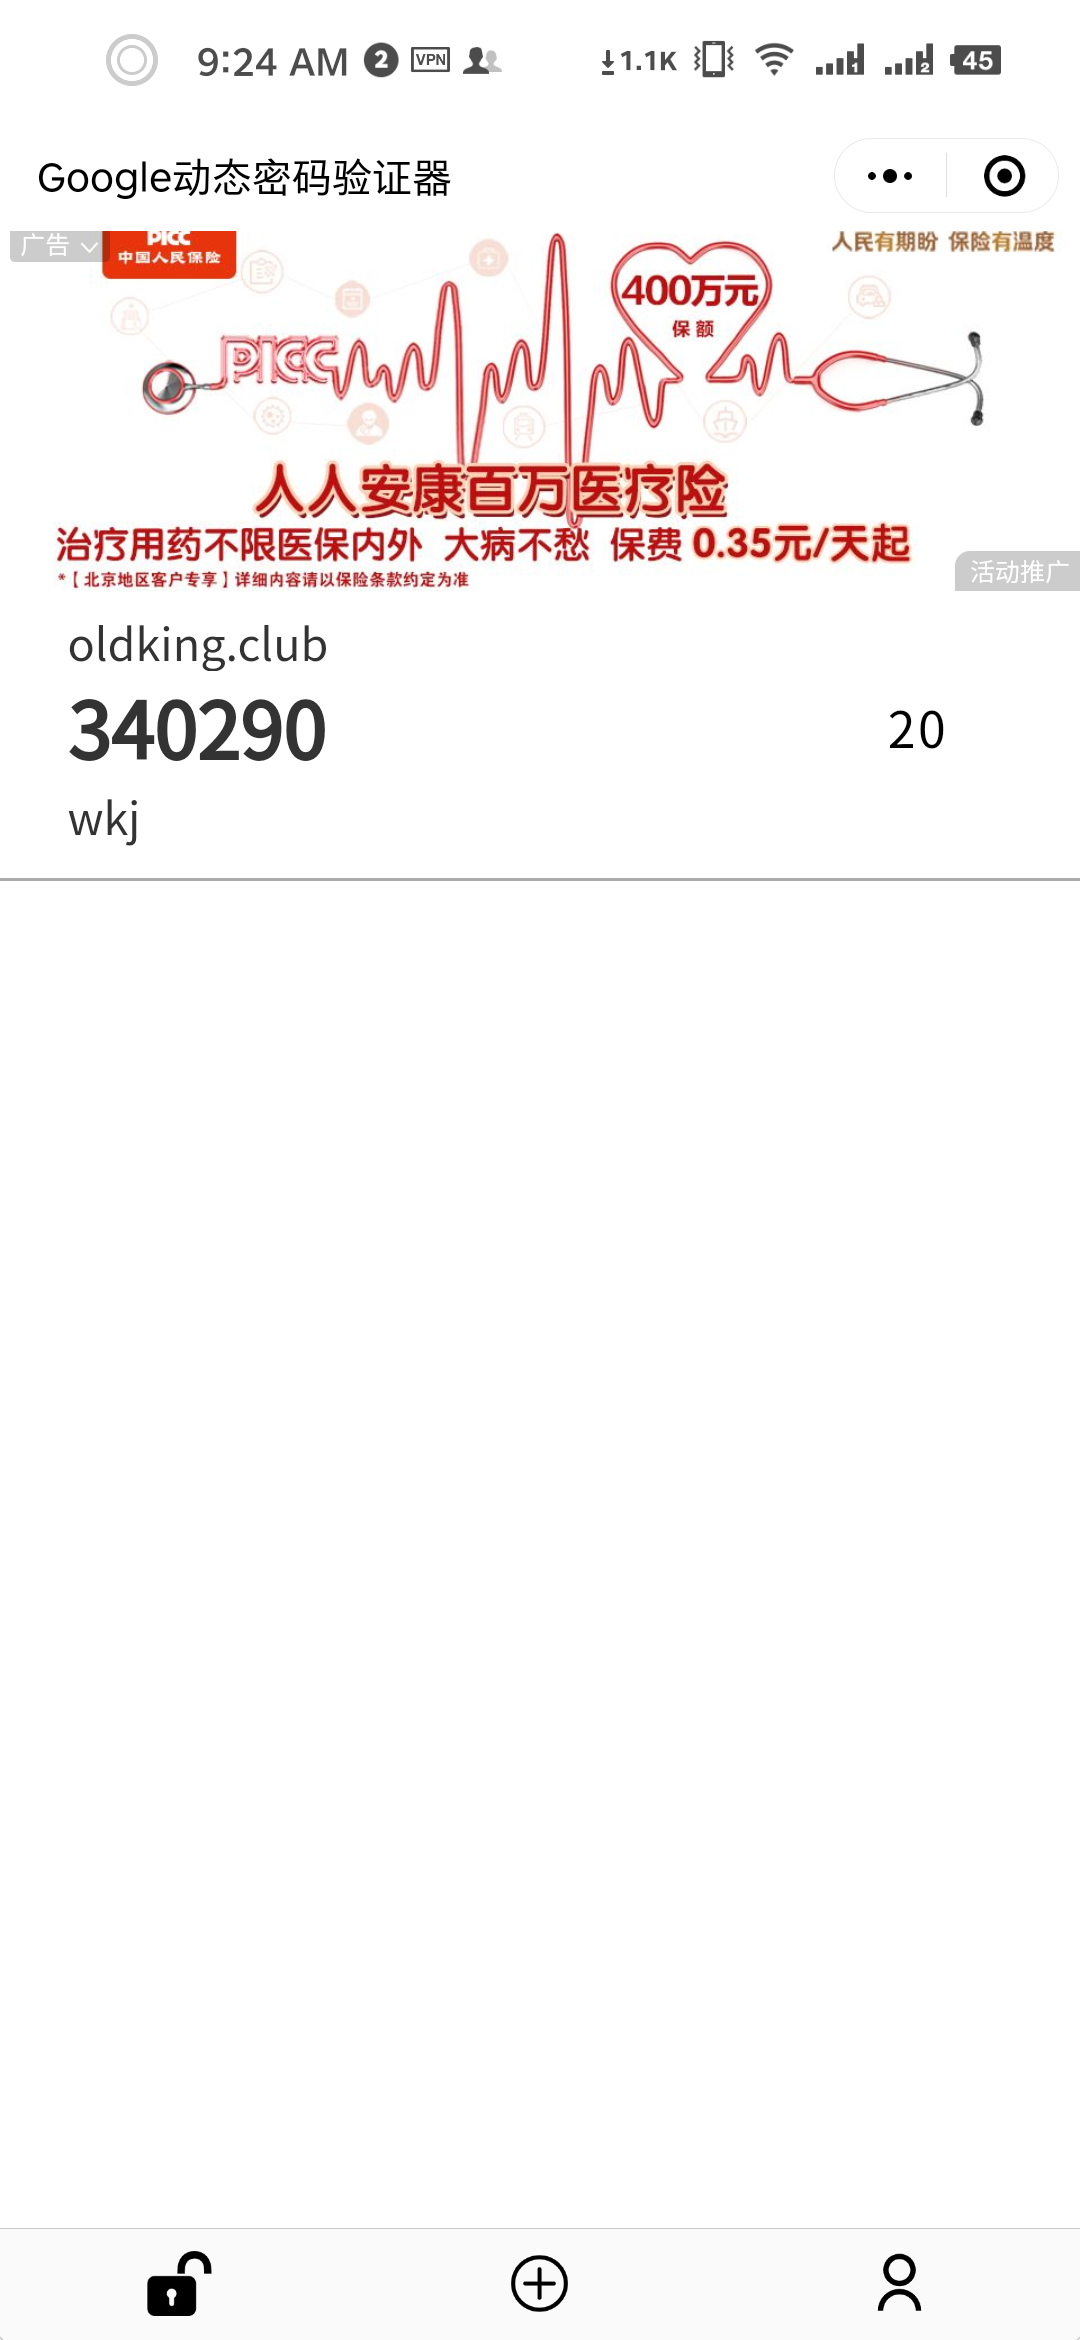 9:24 AM 2 VPN 1.1K 1 2 45
Google动态密码验证器
广告
PICC
中国人民保险
人民有期盼 保险有温度
400万元
保额
PICC
人人安康百万医疗险
治疗用药不限医保内外 大病不愁 保费 0.35元/天起
*【北京地区客户专享】详细内容请以保险条款约定为准
活动推广
oldking.club
340290
20
wkj